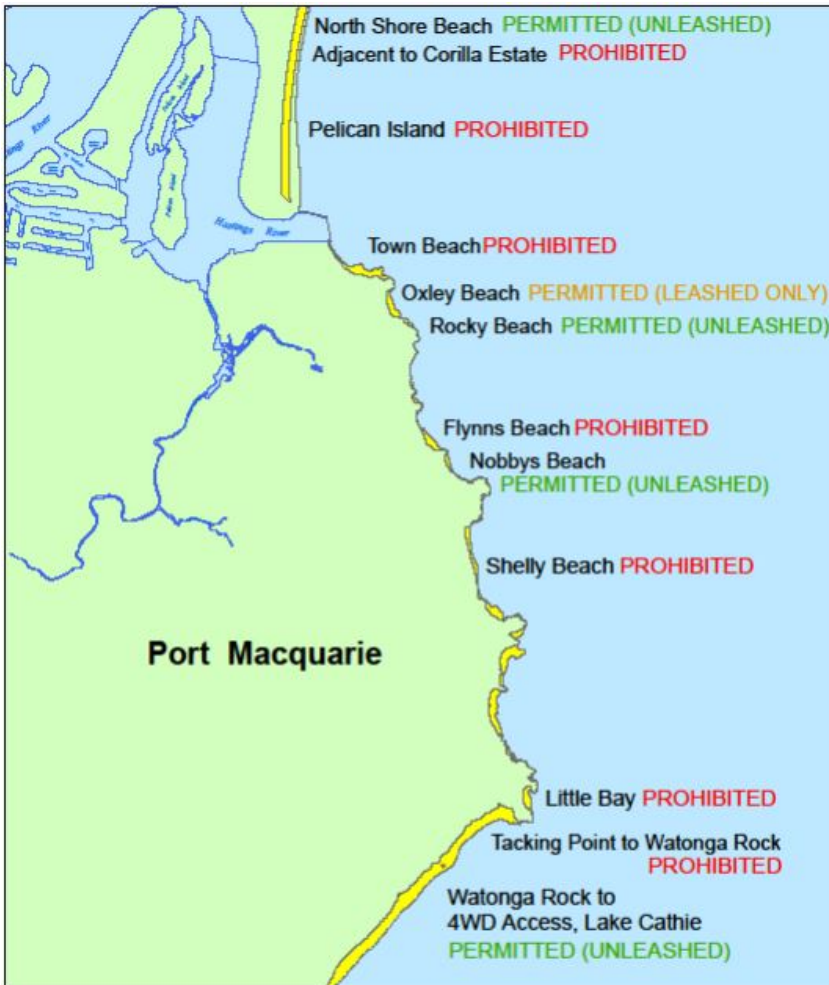 North Shore Beach PERMITTED (UNLEASHED)
Adjacent to Corilla Estate PROHIBITED
Pelican Island PROHIBITED
Hastings River
Town Beach PROHIBITED
Oxley Beach PERMITTED (LEASHED ONLY)
Rocky Beach PERMITTED (UNLEASHED)
Flynns Beach PROHIBITED
Nobbys Beach
PERMITTED (UNLEASHED)
Shelly Beach PROHIBITED
Port Macquarie
Little Bay PROHIBITED
Tacking Point to Watonga Rock
PROHIBITED
Watonga Rock to
4WD Access, Lake Cathie
PERMITTED (UNLEASHED)